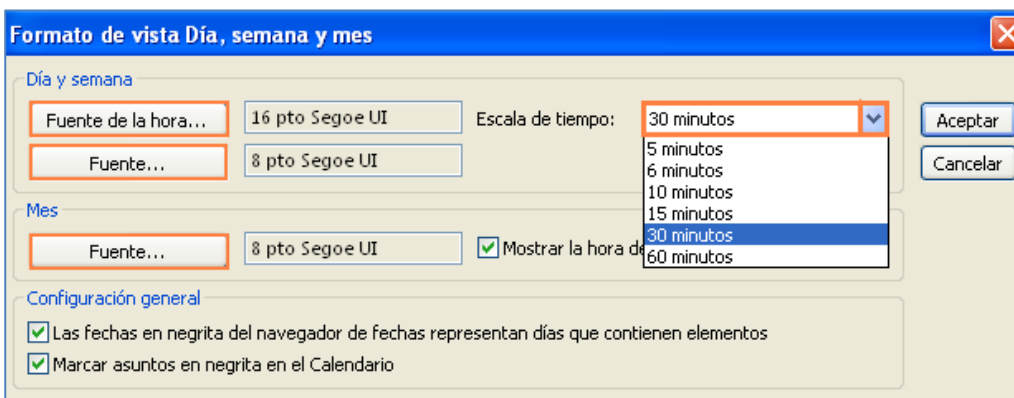 Formato de vista Día, semana y mes
Día y semana
Fuente de la hora... 16 pto Segoe UI Escala de tiempo: 30 minutos Aceptar
Fuente... 8 pto Segoe UI
5 minutos
6 minutos
10 minutos
15 minutos
30 minutos
60 minutos
Cancelar
Mes
Fuente... 8 pto Segoe UI Mostrar la hora
Configuración general
Las fechas en negrita del navegador de fechas representan días que contienen elementos
Marcar asuntos en negrita en el Calendario